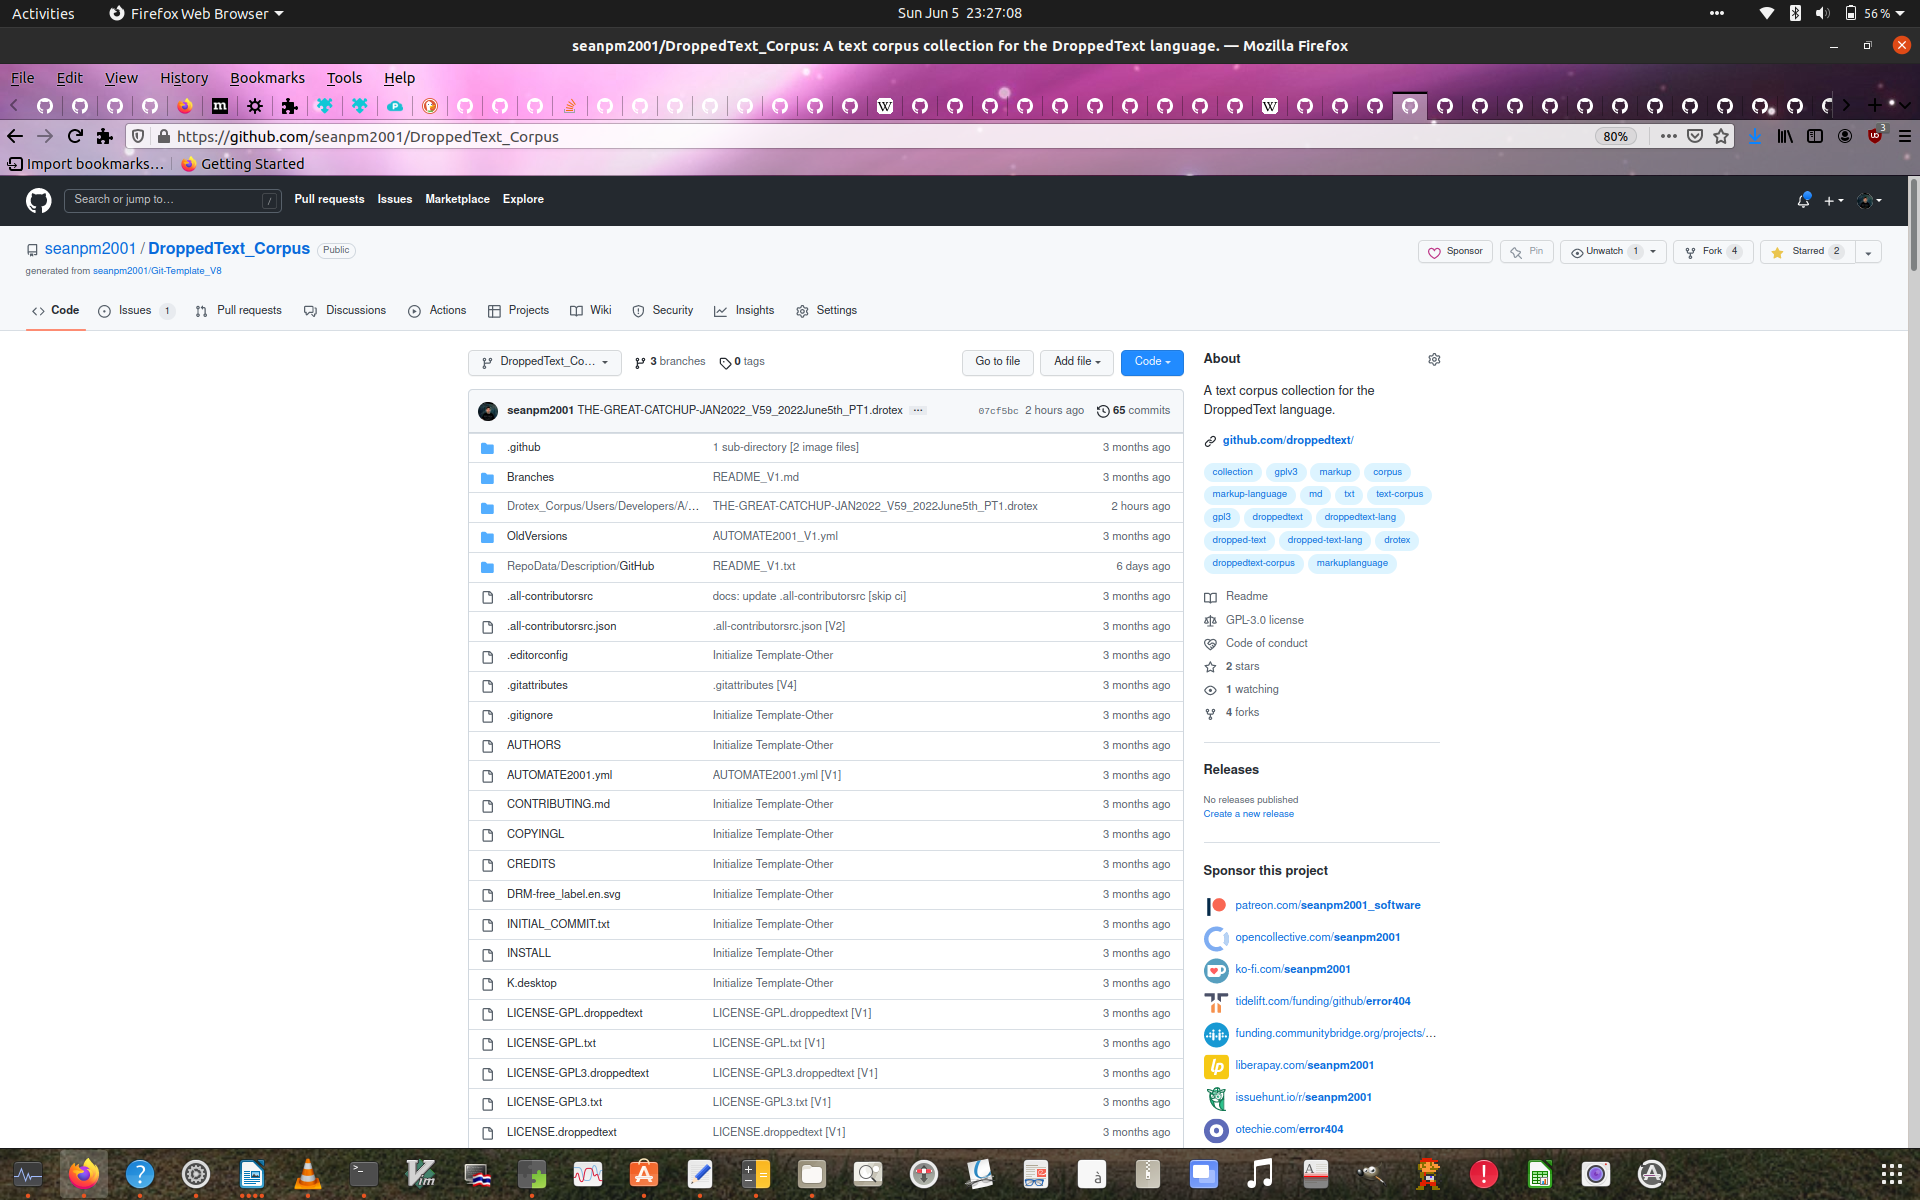 Activities Firefox Web Browser Sun Jun 5 23:27:08 56 %
seanpm2001/DroppedText_Corpus: A text corpus collection for the DroppedText language. — Mozilla Firefox
File Edit View History Bookmarks Tools Help
https://github.com/seanpm2001/DroppedText_Corpus 80% 3
Import bookmarks... Getting Started
Search or jump to... / Pull requests Issues Marketplace Explore
seanpm2001 / DroppedText_Corpus Public Sponsor Pin Unwatch 1 Fork 4 Starred 2
generated from seanpm2001/Git-Template_V8
Code Issues 1 Pull requests Discussions Actions Projects Wiki Security Insights Settings
DroppedText_Co... 3 branches 0 tags Go to file Add file Code
seanpm2001 THE-GREAT-CATCHUP-JAN2022_V59_2022June5th_PT1.drotex ... 07cf5bc 2 hours ago 65 commits
.github 1 sub-directory [2 image files] 3 months ago
Branches README_V1.md 3 months ago
Drotex_Corpus/Users/Developers/A/... THE-GREAT-CATCHUP-JAN2022_V59_2022June5th_PT1.drotex 2 hours ago
OldVersions AUTOMATE2001_V1.yml 3 months ago
RepoData/Description/GitHub README_V1.txt 6 days ago
.all-contributorsrc docs: update .all-contributorsrc [skip ci] 3 months ago
.all-contributorsrc.json .all-contributorsrc.json [V2] 3 months ago
.editorconfig Initialize Template-Other 3 months ago
.gitattributes .gitattributes [V4] 3 months ago
.gitignore Initialize Template-Other 3 months ago
AUTHORS Initialize Template-Other 3 months ago
AUTOMATE2001.yml AUTOMATE2001.yml [V1] 3 months ago
CONTRIBUTING.md Initialize Template-Other 3 months ago
COPYINGL Initialize Template-Other 3 months ago
CREDITS Initialize Template-Other 3 months ago
DRM-free_label.en.svg Initialize Template-Other 3 months ago
INITIAL_COMMIT.txt Initialize Template-Other 3 months ago
INSTALL Initialize Template-Other 3 months ago
K.desktop Initialize Template-Other 3 months ago
LICENSE-GPL.droppedtext LICENSE-GPL.droppedtext [V1] 3 months ago
LICENSE-GPL.txt LICENSE-GPL.txt [V1] 3 months ago
LICENSE-GPL3.droppedtext LICENSE-GPL3.droppedtext [V1] 3 months ago
LICENSE-GPL3.txt LICENSE-GPL3.txt [V1] 3 months ago
LICENSE.droppedtext LICENSE.droppedtext [V1] 3 months ago
About
A text corpus collection for the
DroppedText language.
github.com/droppedtext/
collection gplv3 markup corpus
markup-language md txt text-corpus
gpl3 droppedtext droppedtext-lang
dropped-text dropped-text-lang drotex
droppedtext-corpus markuplanguage
Readme
GPL-3.0 license
Code of conduct
2 stars
1 watching
4 forks
Releases
No releases published
Create a new release
Sponsor this project
patreon.com/seanpm2001_software
opencollective.com/seanpm2001
ko-fi.com/seanpm2001
tidelift.com/funding/github/error404
funding.communitybridge.org/projects/...
liberapay.com/seanpm2001
issuehunt.io/r/seanpm2001
otechie.com/error404